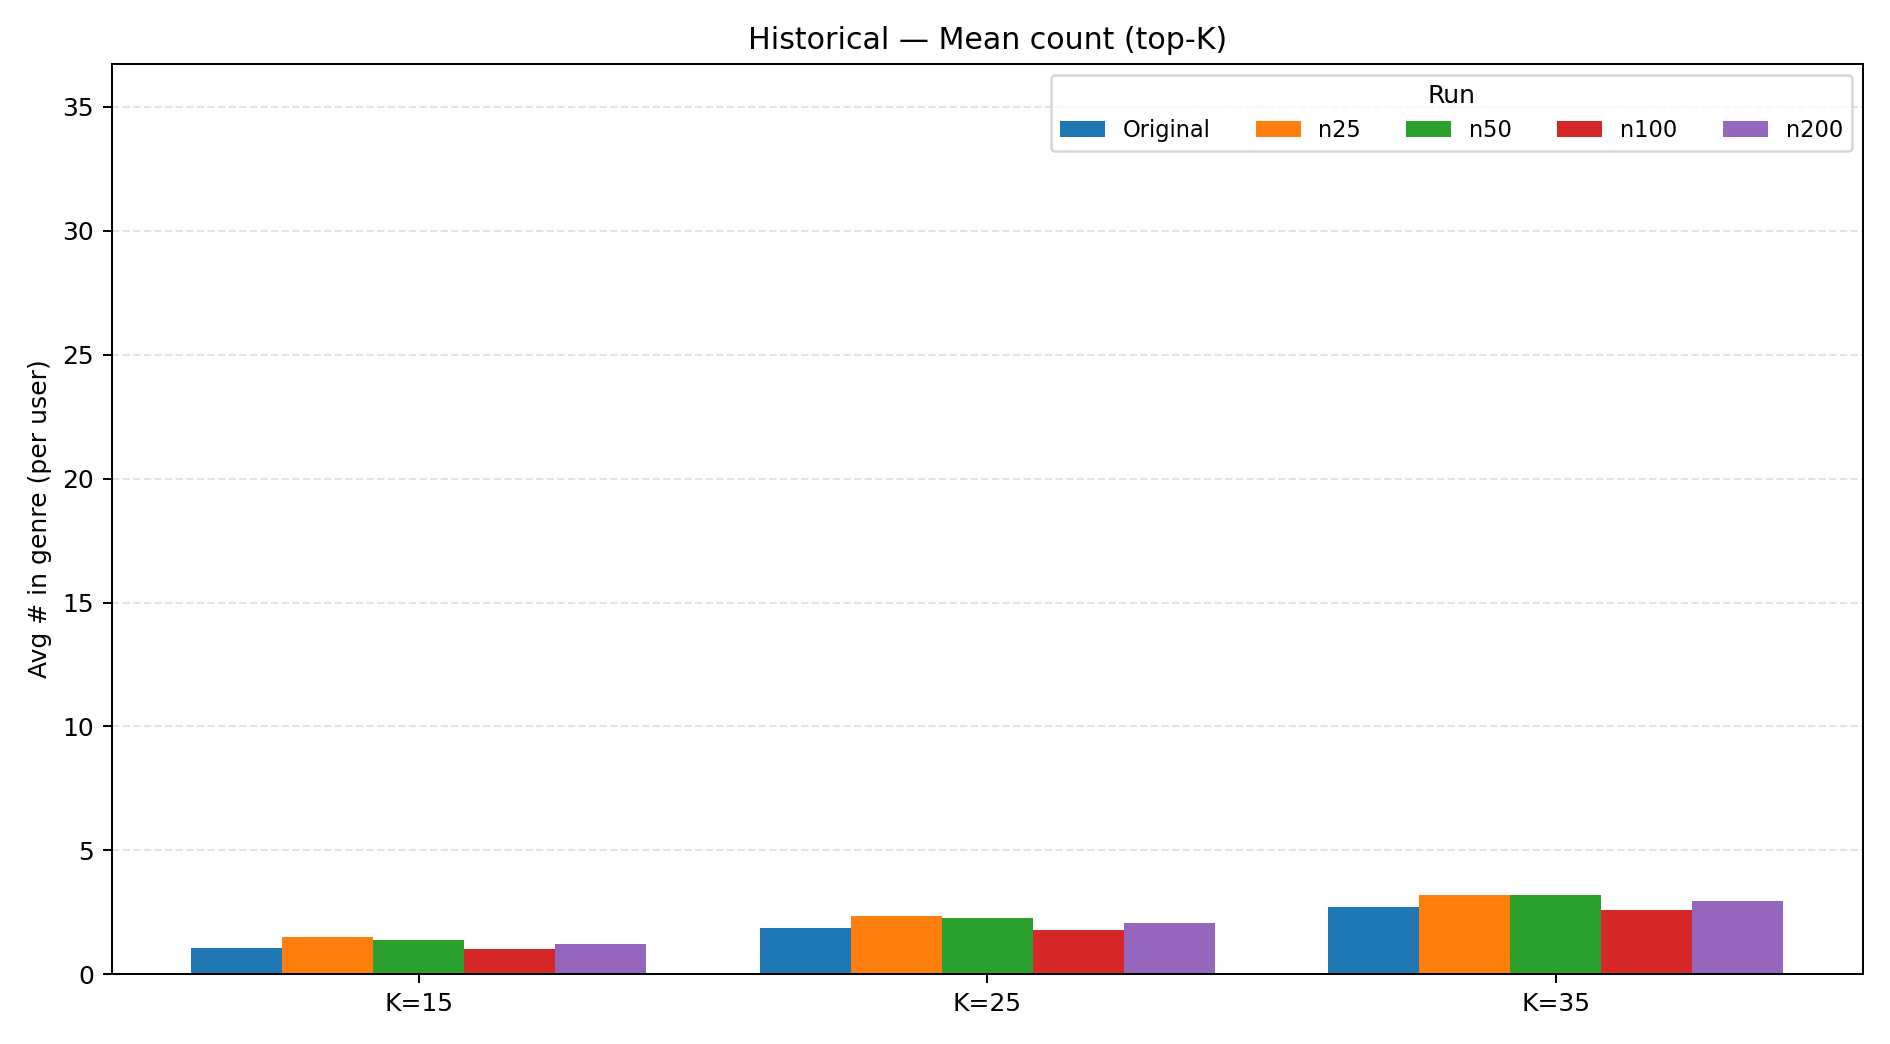 Historical — Mean count (top-K)
Run
Original
n25
n50
n100
n200
Avg # in genre (per user)
35
30
25
20
15
10
5
0
K=15
K=25
K=35